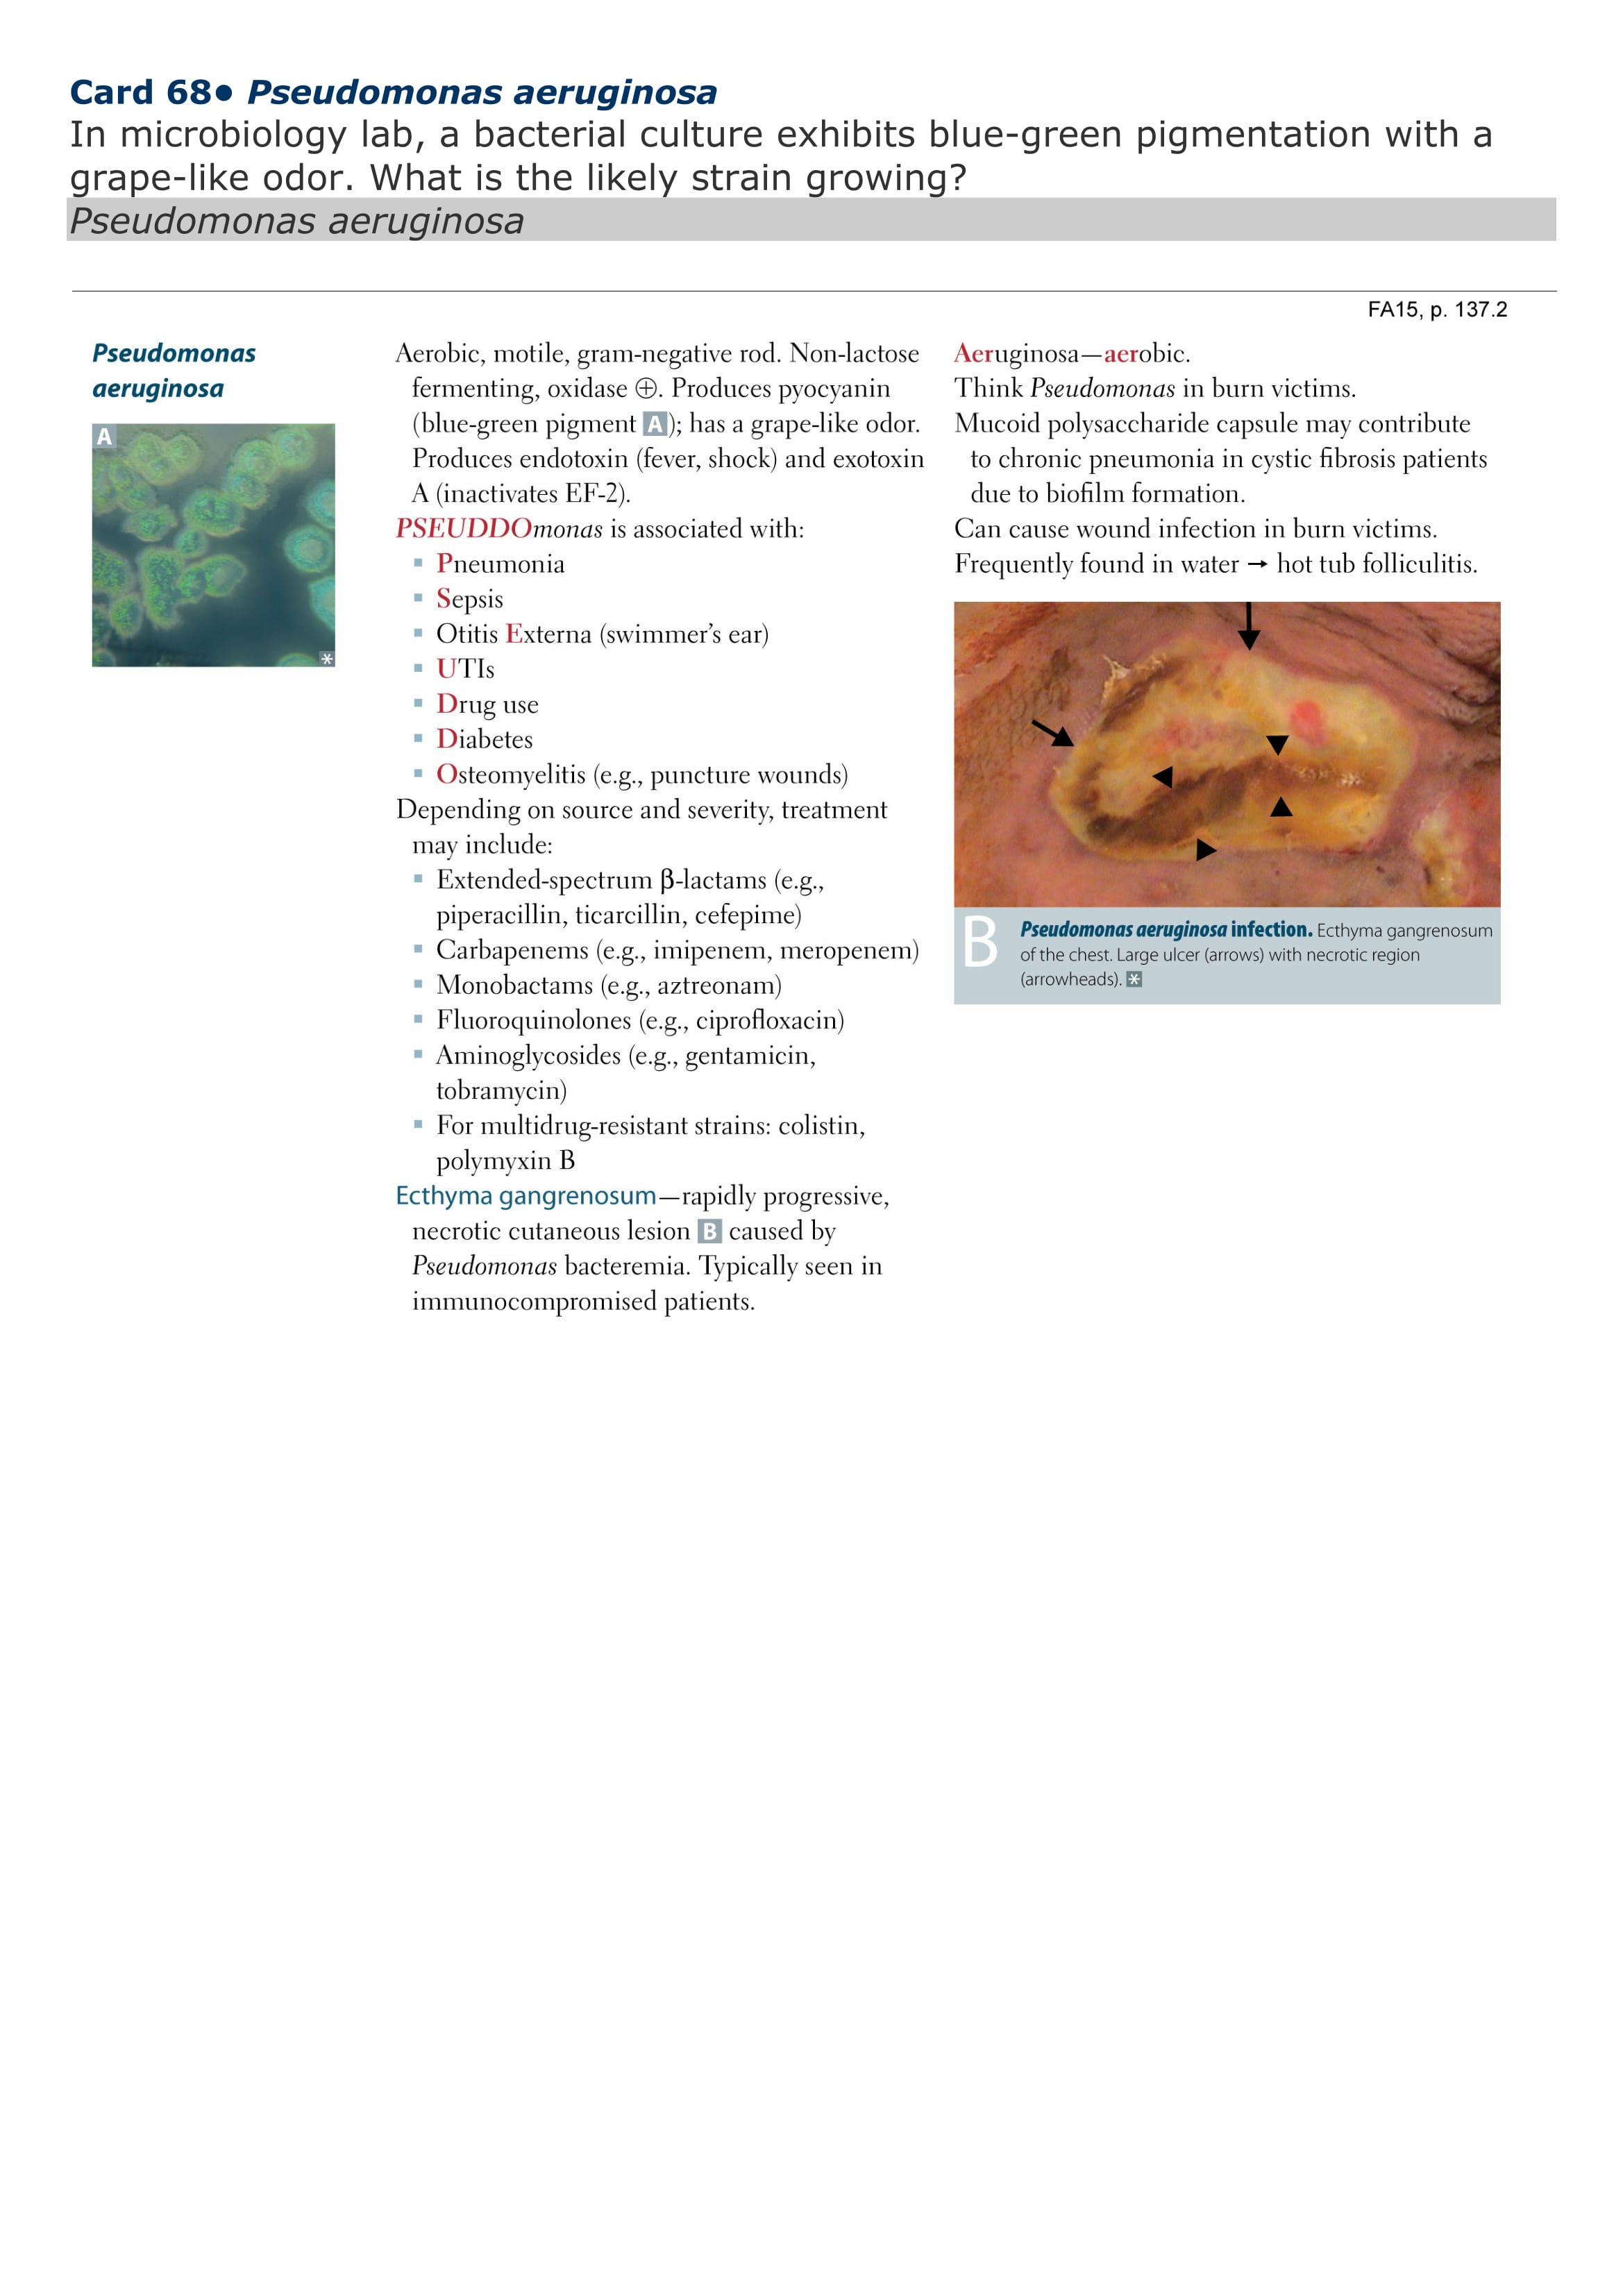 Card 68• Pseudomonas aeruginosa
In microbiology lab, a bacterial culture exhibits blue-green pigmentation with a
grape-like odor. What is the likely strain growing?
Pseudomonas aeruginosa
FA15, p. 137.2
Pseudomonas
aeruginosa
A
*
Aerobic, motile, gram-negative rod. Non-lactose
fermenting, oxidase ⊕. Produces pyocyanin
(blue-green pigment A); has a grape-like odor.
Produces endotoxin (fever, shock) and exotoxin
A (inactivates EF-2).
PSEUDDOmonas is associated with:
▪ Pneumonia
▪ Sepsis
▪ Otitis Externa (swimmer’s ear)
▪ UTIs
▪ Drug use
▪ Diabetes
▪ Osteomyelitis (e.g., puncture wounds)
Depending on source and severity, treatment
may include:
▪ Extended-spectrum β-lactams (e.g.,
piperacillin, ticarcillin, cefepime)
▪ Carbapenems (e.g., imipenem, meropenem)
▪ Monobactams (e.g., aztreonam)
▪ Fluoroquinolones (e.g., ciprofloxacin)
▪ Aminoglycosides (e.g., gentamicin,
tobramycin)
▪ For multidrug-resistant strains: colistin,
polymyxin B
Ecthyma gangrenosum—rapidly progressive,
necrotic cutaneous lesion B caused by
Pseudomonas bacteremia. Typically seen in
immunocompromised patients.
Aeruginosa—aerobic.
Think Pseudomonas in burn victims.
Mucoid polysaccharide capsule may contribute
to chronic pneumonia in cystic fibrosis patients
due to biofilm formation.
Can cause wound infection in burn victims.
Frequently found in water → hot tub folliculitis.
B
Pseudomonas aeruginosa infection. Ecthyma gangrenosum
of the chest. Large ulcer (arrows) with necrotic region
(arrowheads). *